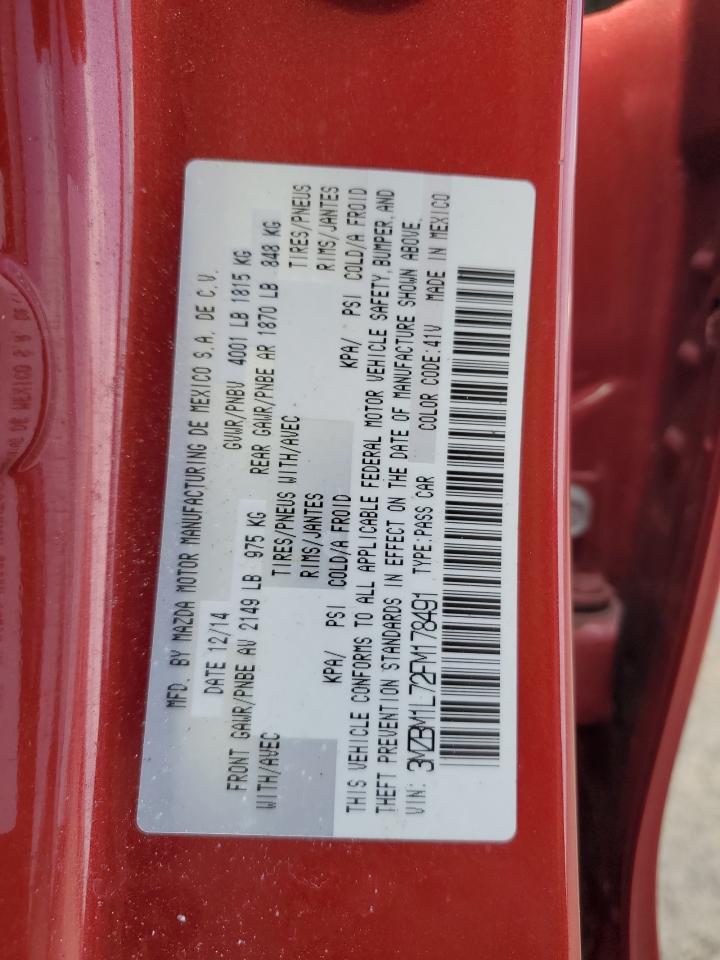 MFD. BY MAZDA MOTOR MANUFACTURING DE MEXICO S.A. DE C.V.
DATE 12/14 GVWR/PNBV 4001 LB 1815 KG
FRONT GAWR/PNBE AV 2149 LB 975 KG REAR GAWR/PNBE AR 1870 LB 848 KG
WITH/AVEC TIRES/PNEUS WITH/AVEC TIRES/PNEUS
RIMS/JANTES RIMS/JANTES
KPA/ PSI COLD/A FROID KPA/ PSI COLD/A FROID
THIS VEHICLE CONFORMS TO ALL APPLICABLE FEDERAL MOTOR VEHICLE SAFETY, BUMPER, AND
THEFT PREVENTION STANDARDS IN EFFECT ON THE DATE OF MANUFACTURE SHOWN ABOVE.
VIN: 3MZBM1L72FM178491 TYPE:PASS CAR COLOR CODE:41V MADE IN MEXICO